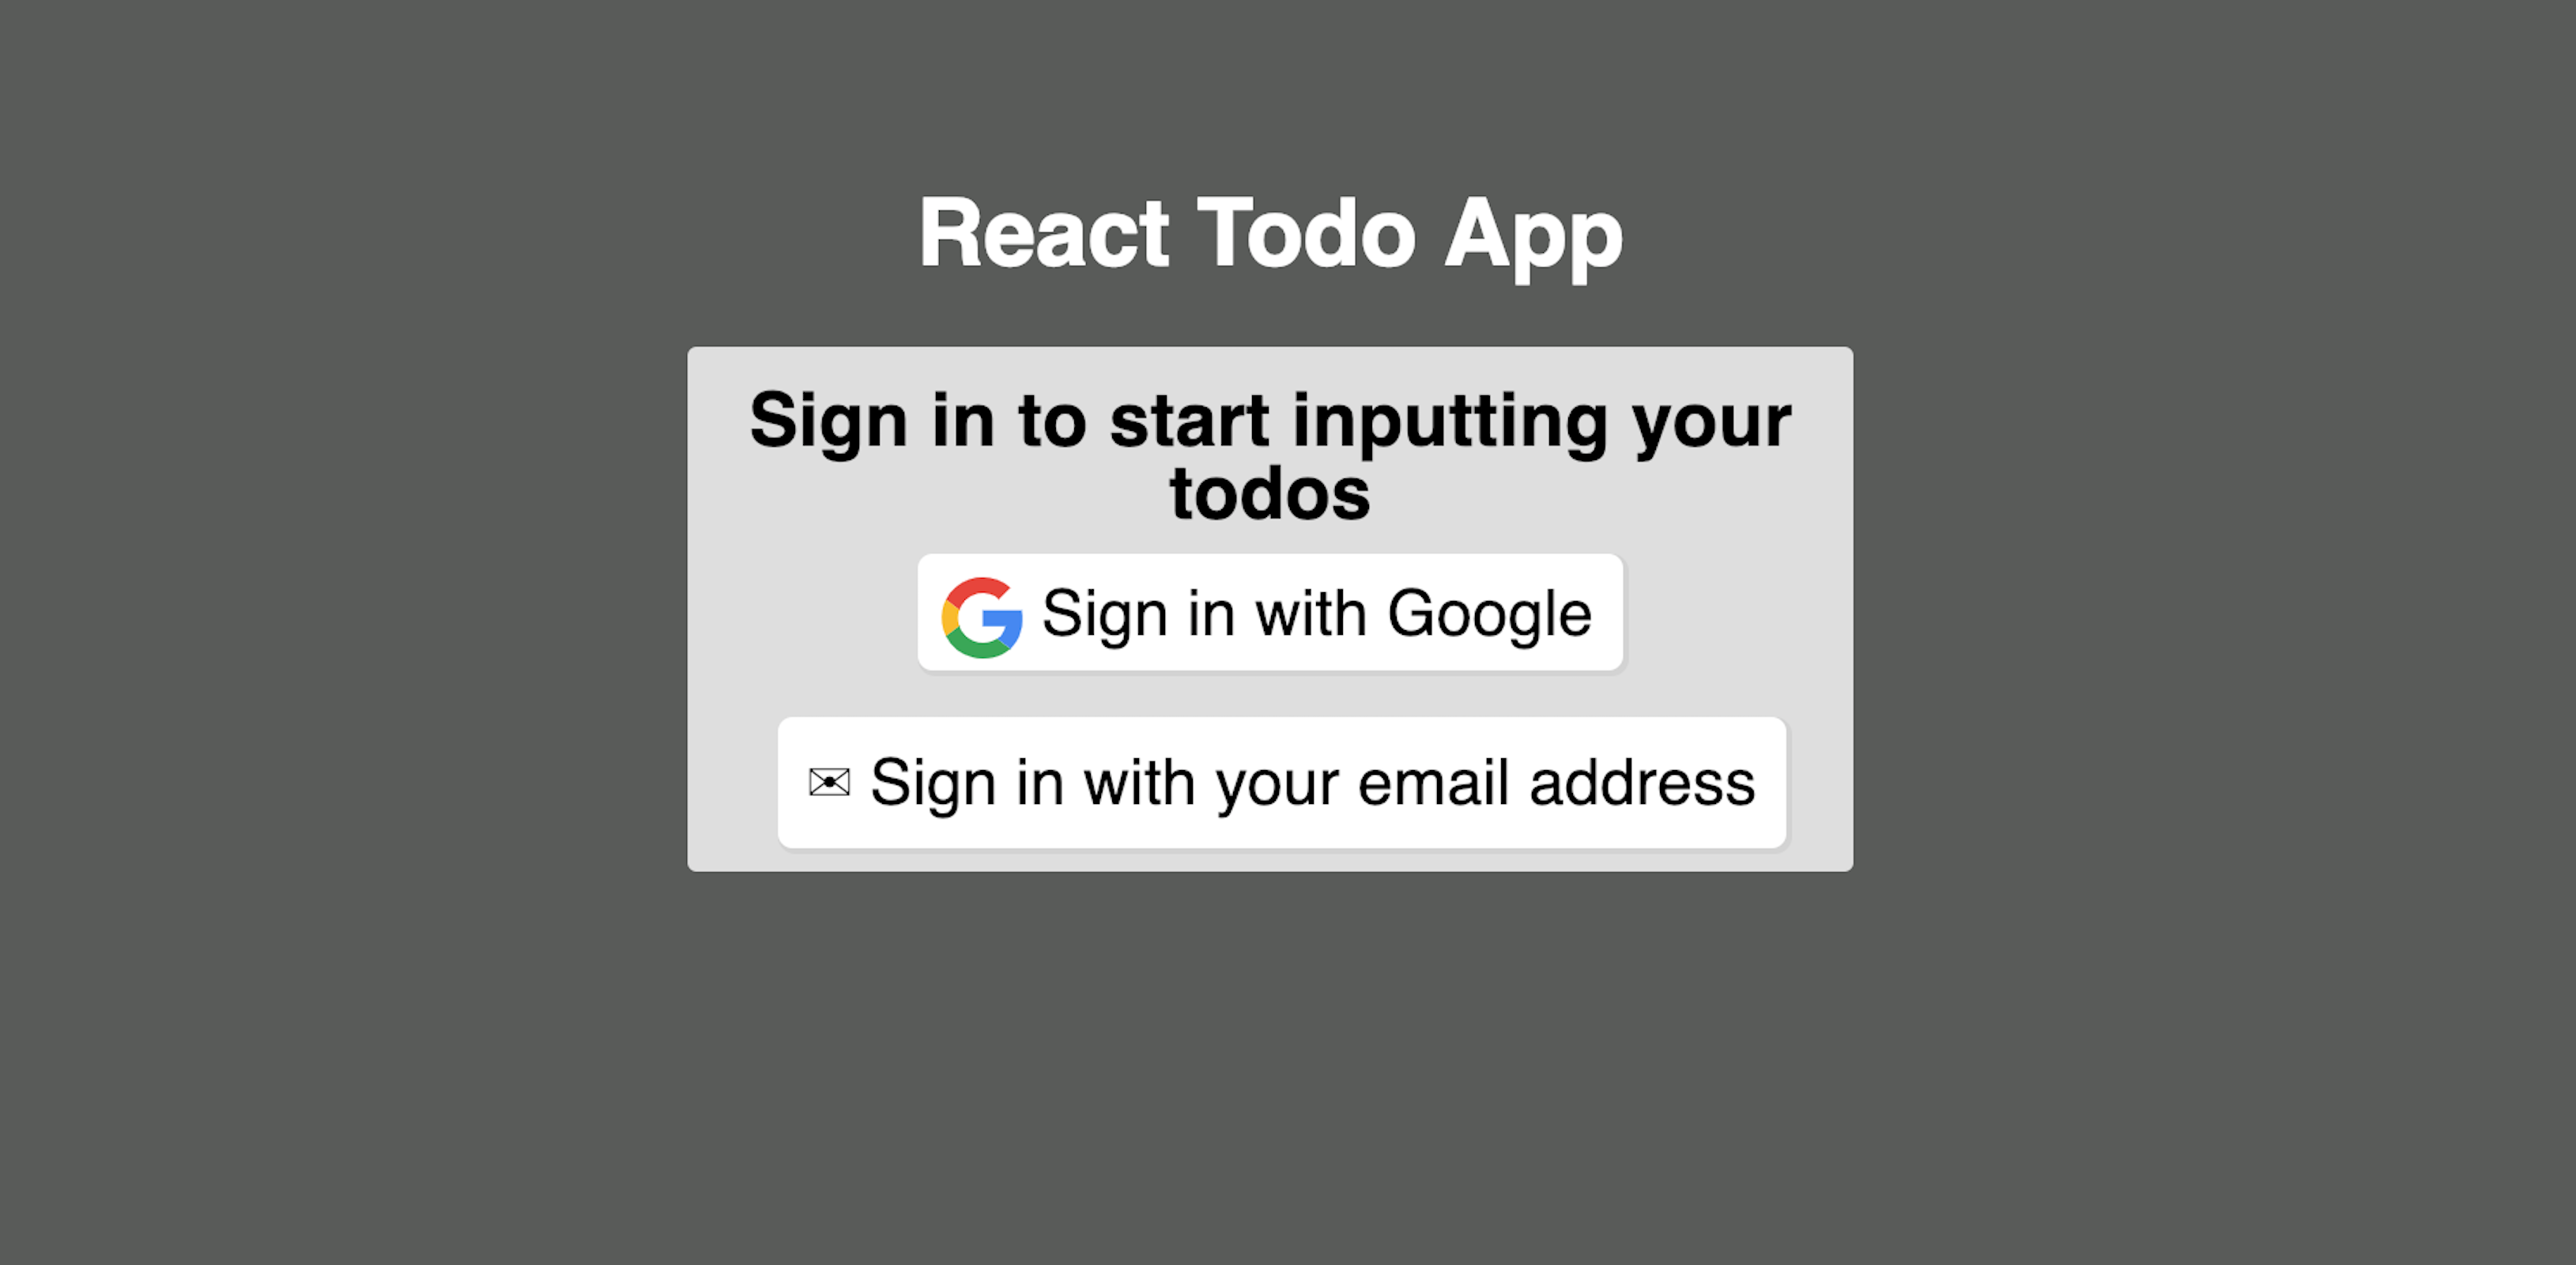 React Todo App
Sign in to start inputting your
todos
Sign in with Google
✉ Sign in with your email address